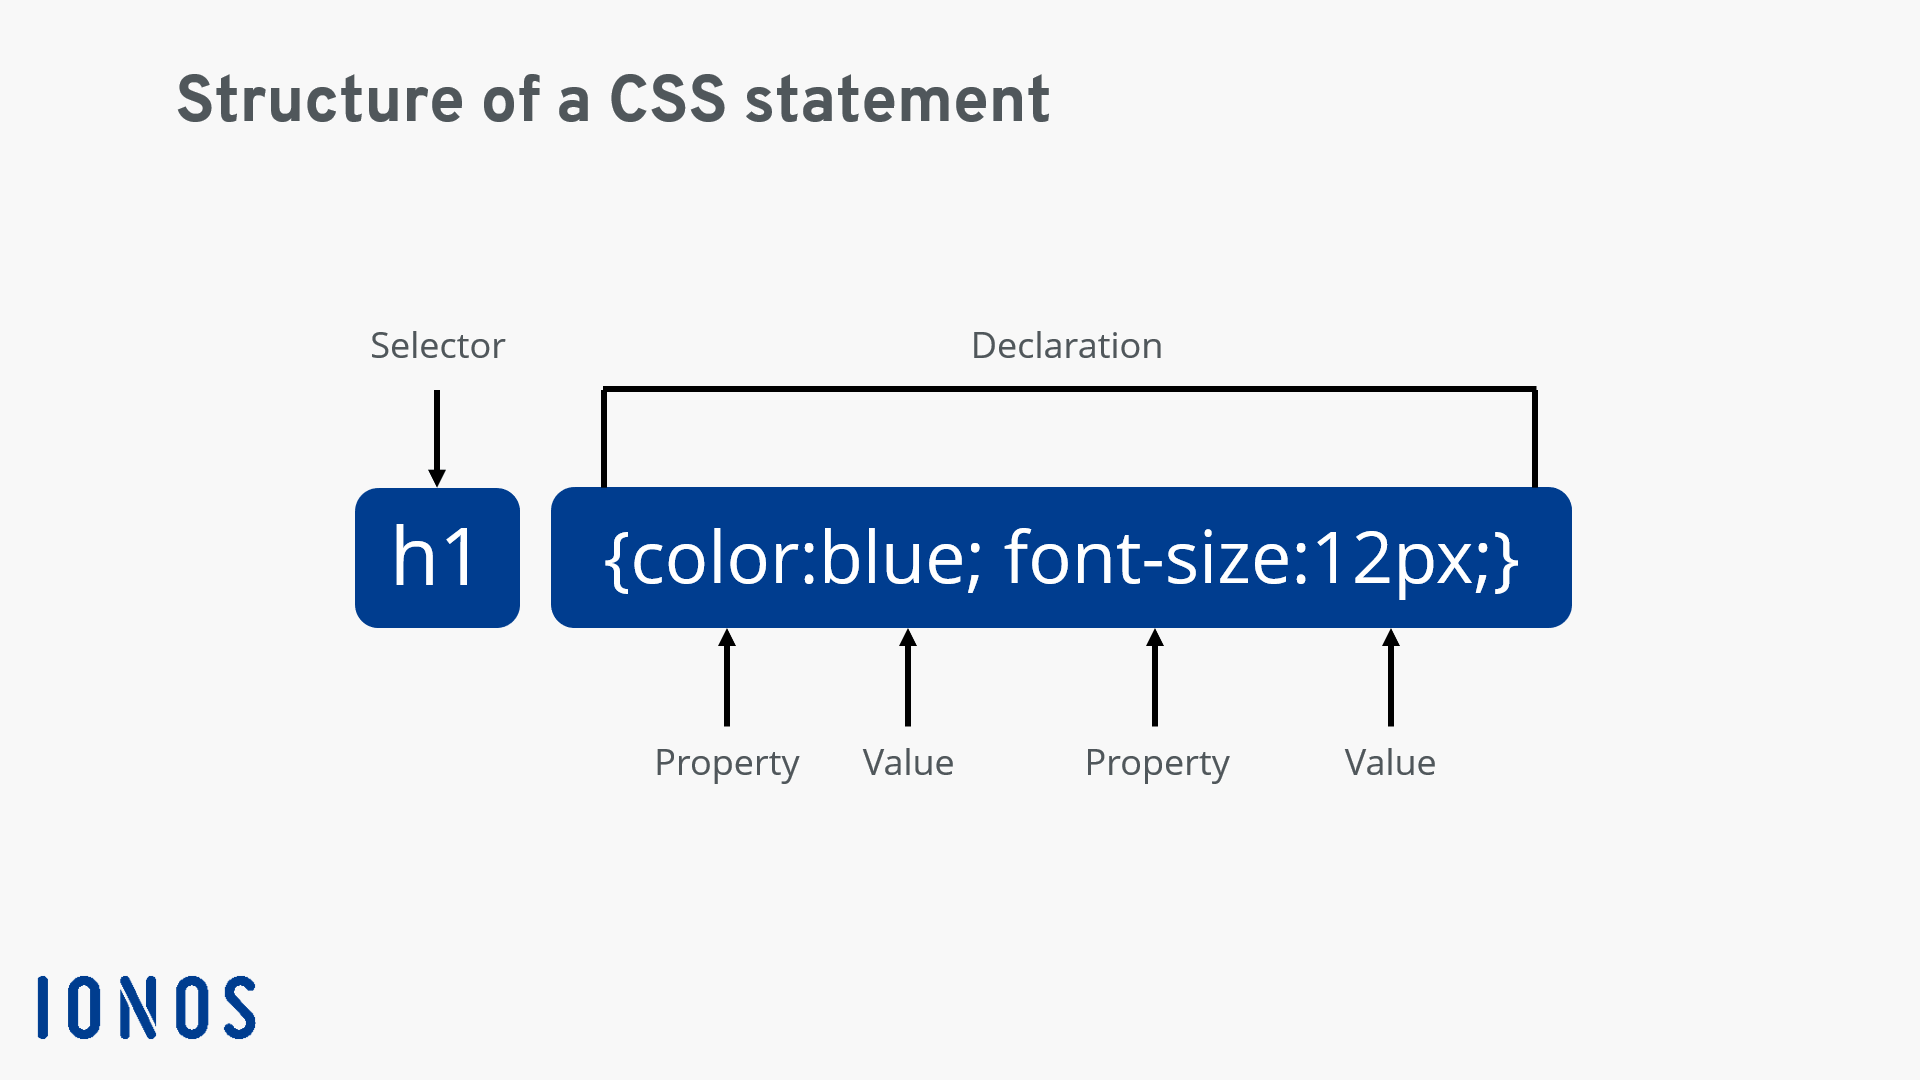 Structure of a CSS statement
Selector
Declaration
h1
{color:blue; font-size:12px;}
Property
Value
Property
Value
IONOS